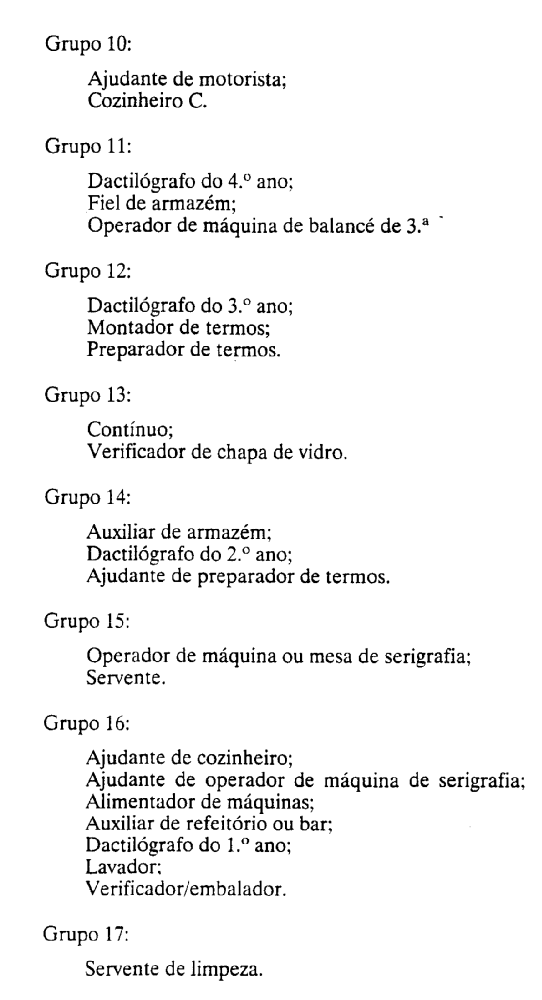 Grupo 10:
Ajudante de motorista;
Cozinheiro C.
Grupo 11:
Dactilógrafo do 4.º ano;
Fiel de armazém;
Operador de máquina de balancé de 3.ª
Grupo 12:
Dactilógrafo do 3.º ano;
Montador de termos;
Preparador de termos.
Grupo 13:
Contínuo;
Verificador de chapa de vidro.
Grupo 14:
Auxiliar de armazém;
Dactilógrafo do 2.º ano;
Ajudante de preparador de termos.
Grupo 15:
Operador de máquina ou mesa de serigrafia;
Servente.
Grupo 16:
Ajudante de cozinheiro;
Ajudante de operador de máquina de serigrafia;
Alimentador de máquinas;
Auxiliar de refeitório ou bar;
Dactilógrafo do 1.º ano;
Lavador;
Verificador/embalador.
Grupo 17:
Servente de limpeza.